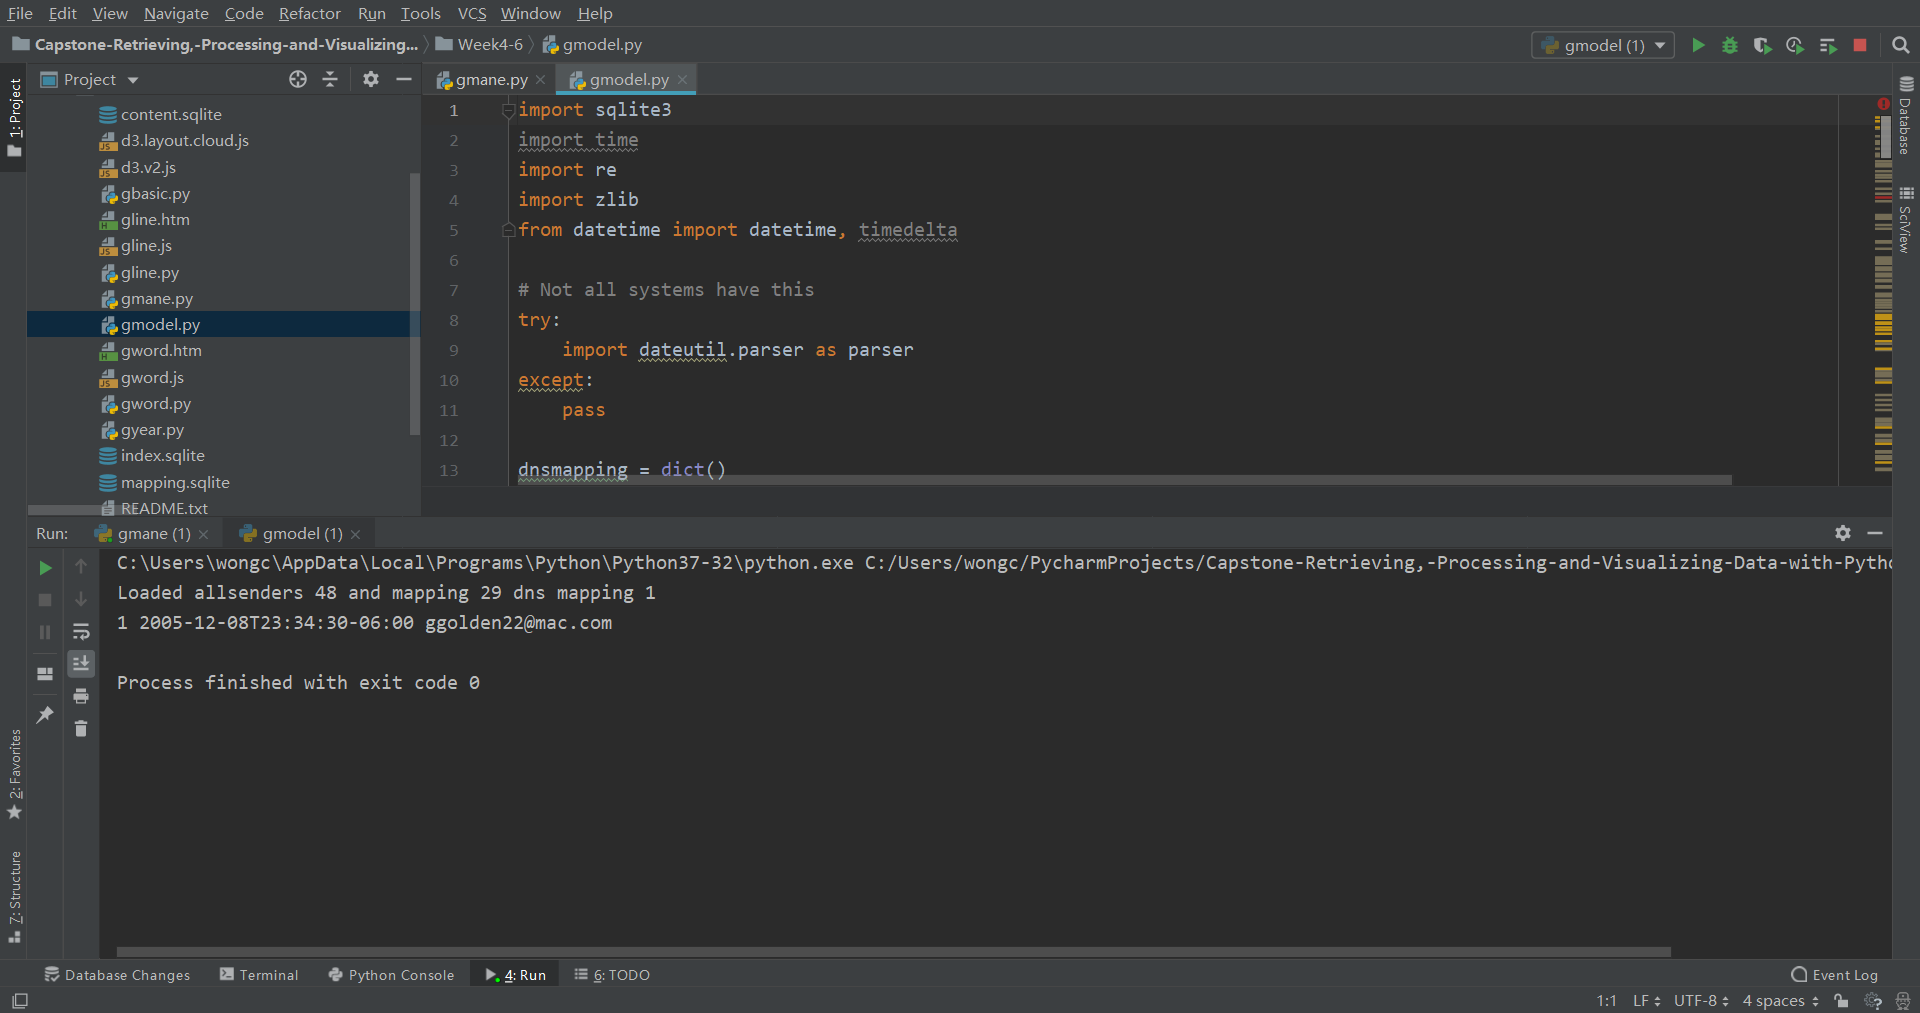 File Edit View Navigate Code Refactor Run Tools VCS Window Help
Capstone-Retrieving,-Processing-and-Visualizing... Week4-6 gmodel.py
gmodel (1)
1: Project
Project
content.sqlite
d3.layout.cloud.js
d3.v2.js
gbasic.py
gline.htm
gline.js
gline.py
gmane.py
gmodel.py
gword.htm
gword.js
gword.py
gyear.py
index.sqlite
mapping.sqlite
README.txt
gmane.py gmodel.py
1 import sqlite3
2 import time
3 import re
4 import zlib
5 from datetime import datetime, timedelta
6
7 # Not all systems have this
8 try:
9 import dateutil.parser as parser
10 except:
11 pass
12
13 dnsmapping = dict()
Database
SciView
Run: gmane (1) gmodel (1)
C:\Users\wongc\AppData\Local\Programs\Python\Python37-32\python.exe C:/Users/wongc/PycharmProjects/Capstone-Retrieving,-Processing-and-Visualizing-Data-with-Pytho
Loaded allsenders 48 and mapping 29 dns mapping 1
1 2005-12-08T23:34:30-06:00 ggolden22@mac.com
Process finished with exit code 0
2: Favorites
7: Structure
Database Changes Terminal Python Console 4: Run 6: TODO Event Log
1:1 LF UTF-8 4 spaces